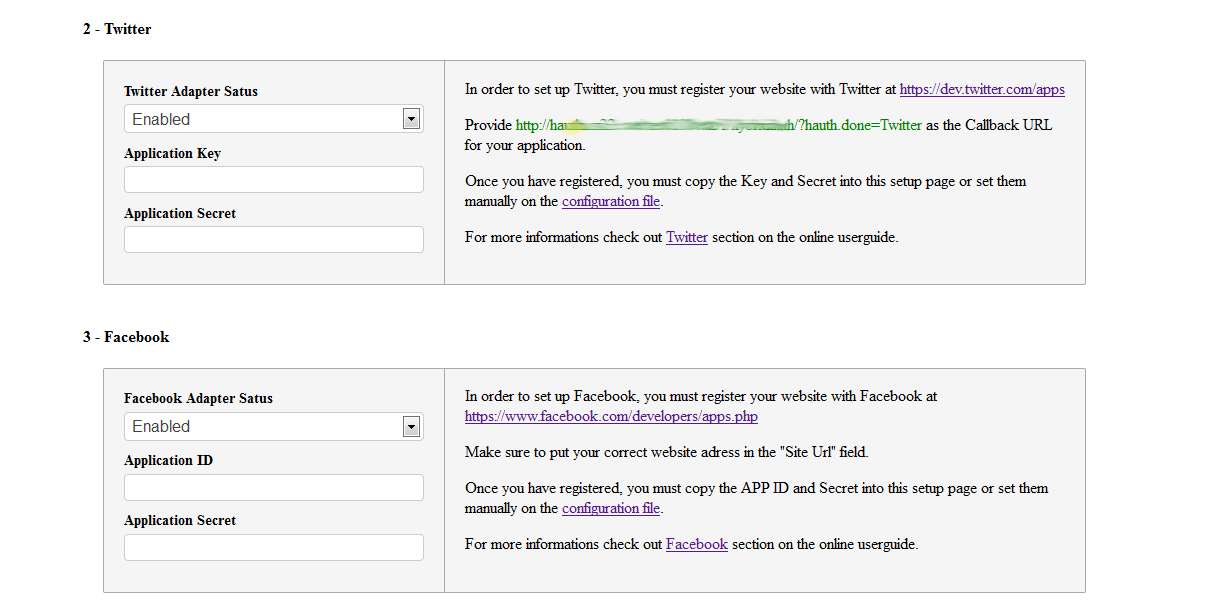 2 - Twitter
Twitter Adapter Satus
Enabled
Application Key
Application Secret
In order to set up Twitter, you must register your website with Twitter at https://dev.twitter.com/apps
Provide http://hau /?hauth.done=Twitter as the Callback URL
for your application.
Once you have registered, you must copy the Key and Secret into this setup page or set them
manually on the configuration file.
For more informations check out Twitter section on the online userguide.
3 - Facebook
Facebook Adapter Satus
Enabled
Application ID
Application Secret
In order to set up Facebook, you must register your website with Facebook at
https://www.facebook.com/developers/apps.php
Make sure to put your correct website adress in the "Site Url" field.
Once you have registered, you must copy the APP ID and Secret into this setup page or set them
manually on the configuration file.
For more informations check out Facebook section on the online userguide.